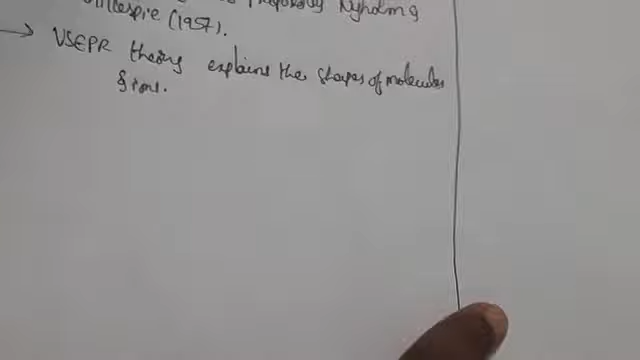 Gillespie (1957).
→ VSEPR theory explains the shapes of molecules
& ions.